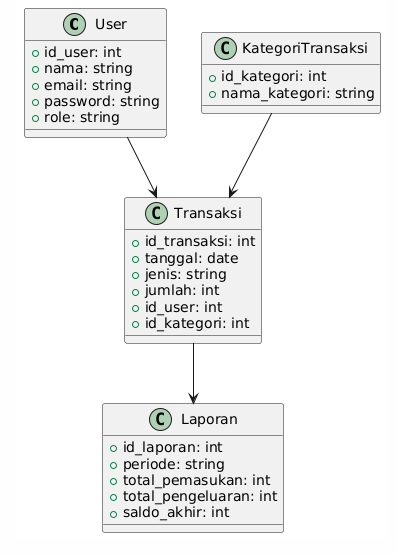 C User
id_user: int
nama: string
email: string
password: string
role: string
C KategoriTransaksi
id_kategori: int
nama_kategori: string
C Transaksi
id_transaksi: int
tanggal: date
jenis: string
jumlah: int
id_user: int
id_kategori: int
C Laporan
id_laporan: int
periode: string
total_pemasukan: int
total_pengeluaran: int
saldo_akhir: int